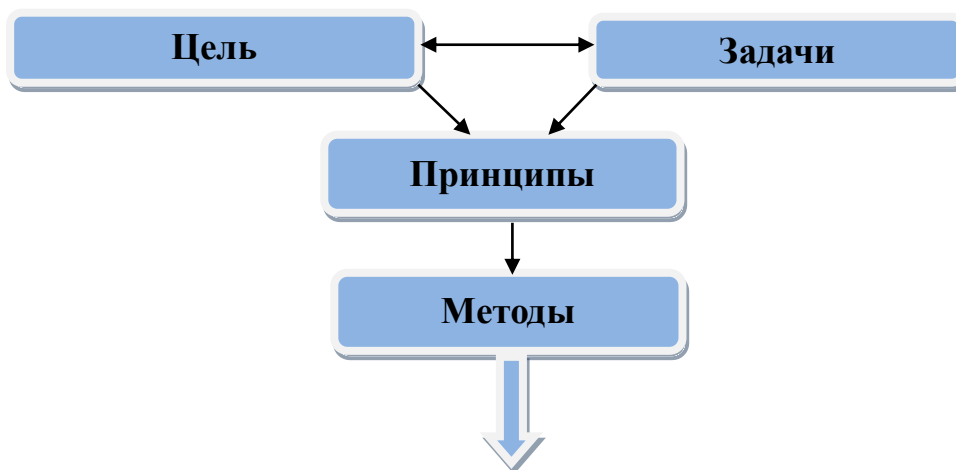 Цель
Задачи
Принципы
Методы